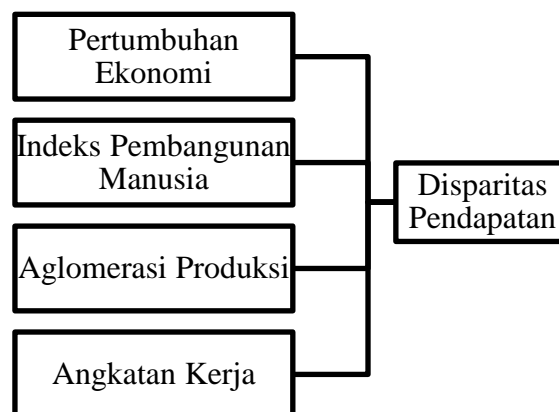 Pertumbuhan
Ekonomi
Indeks Pembangunan
Manusia
Disparitas
Pendapatan
Aglomerasi Produksi
Angkatan Kerja